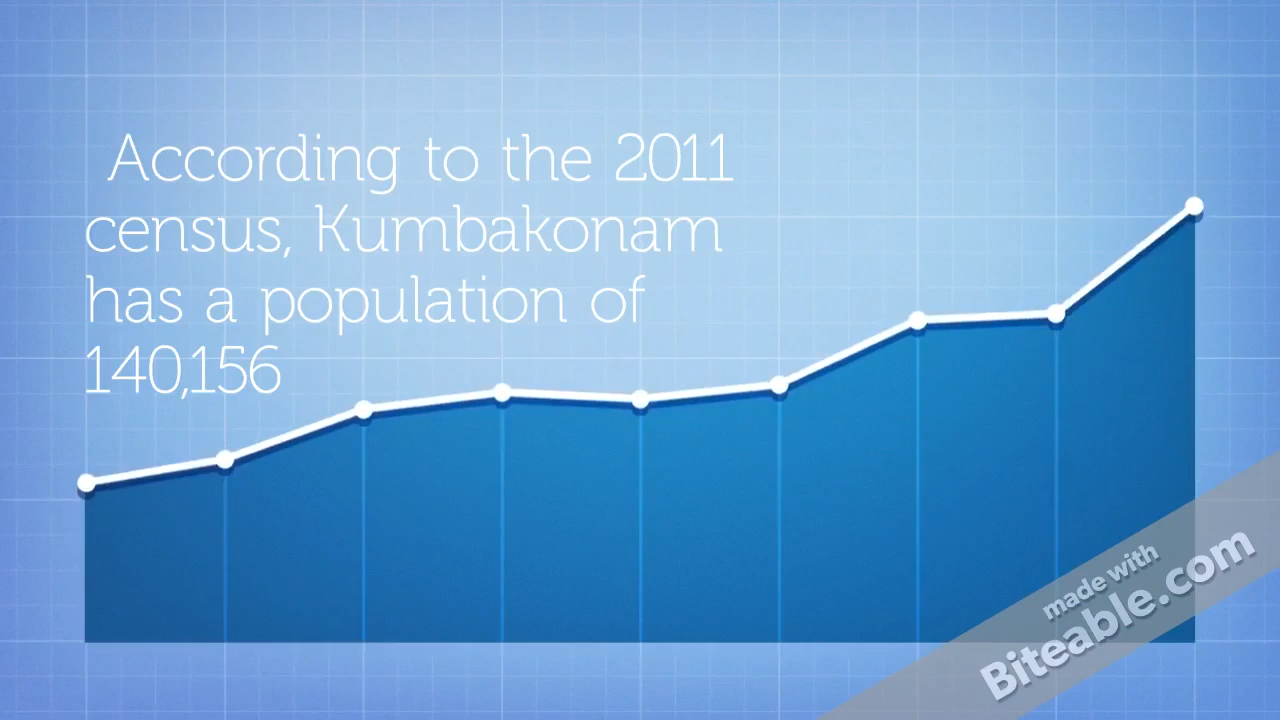 According to the 2011
census, Kumbakonam
has a population of
140,156
made with
Biteable.com